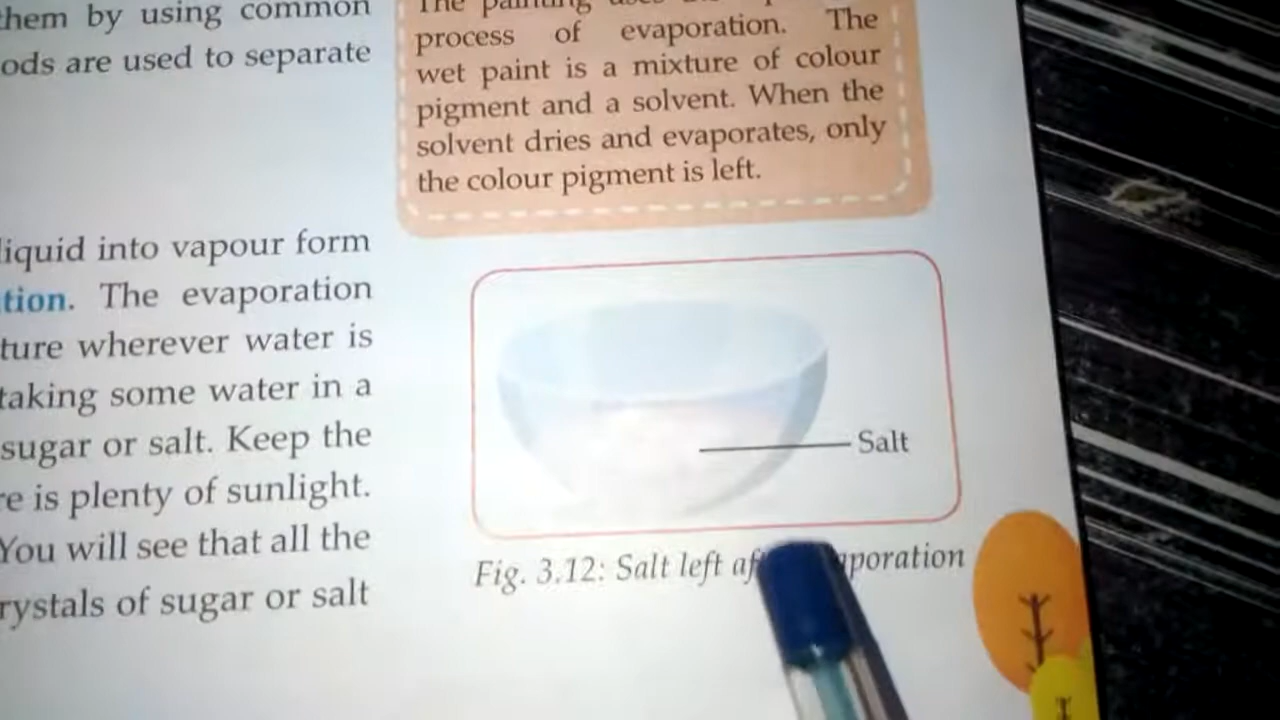 them by using common
ods are used to separate
liquid into vapour form
tion. The evaporation
ture wherever water is
taking some water in a
sugar or salt. Keep the
re is plenty of sunlight.
You will see that all the
rystals of sugar or salt
The painting
process of evaporation. The
wet paint is a mixture of colour
pigment and a solvent. When the
solvent dries and evaporates, only
the colour pigment is left.
Salt
Fig. 3.12: Salt left af poration